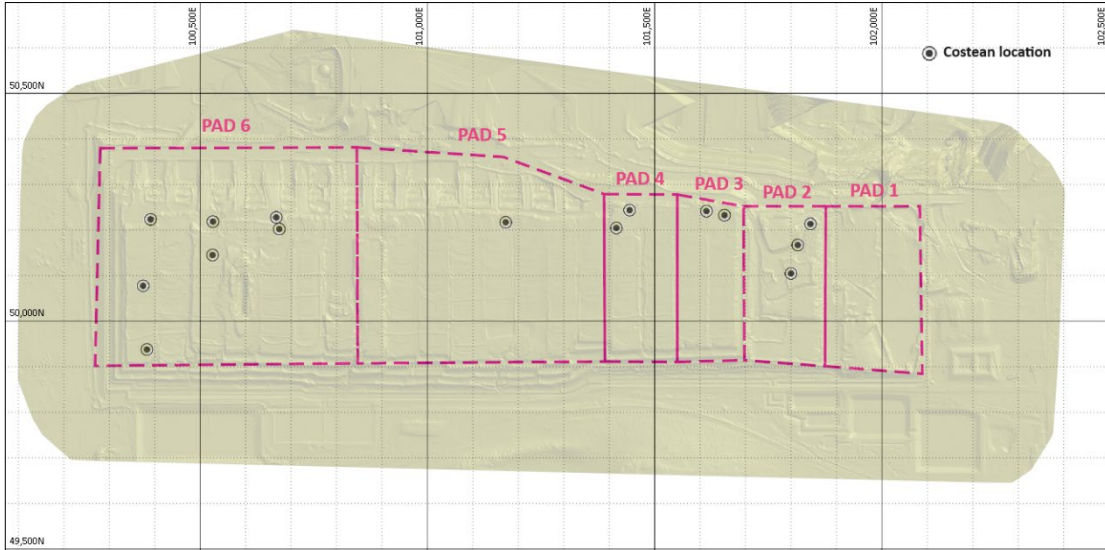 100,500E
101,000E
101,500E
102,000E
102,500E
Costean location
50,500N
PAD 6
PAD 5
PAD 4
PAD 3
PAD 2
PAD 1
50,000N
49,500N